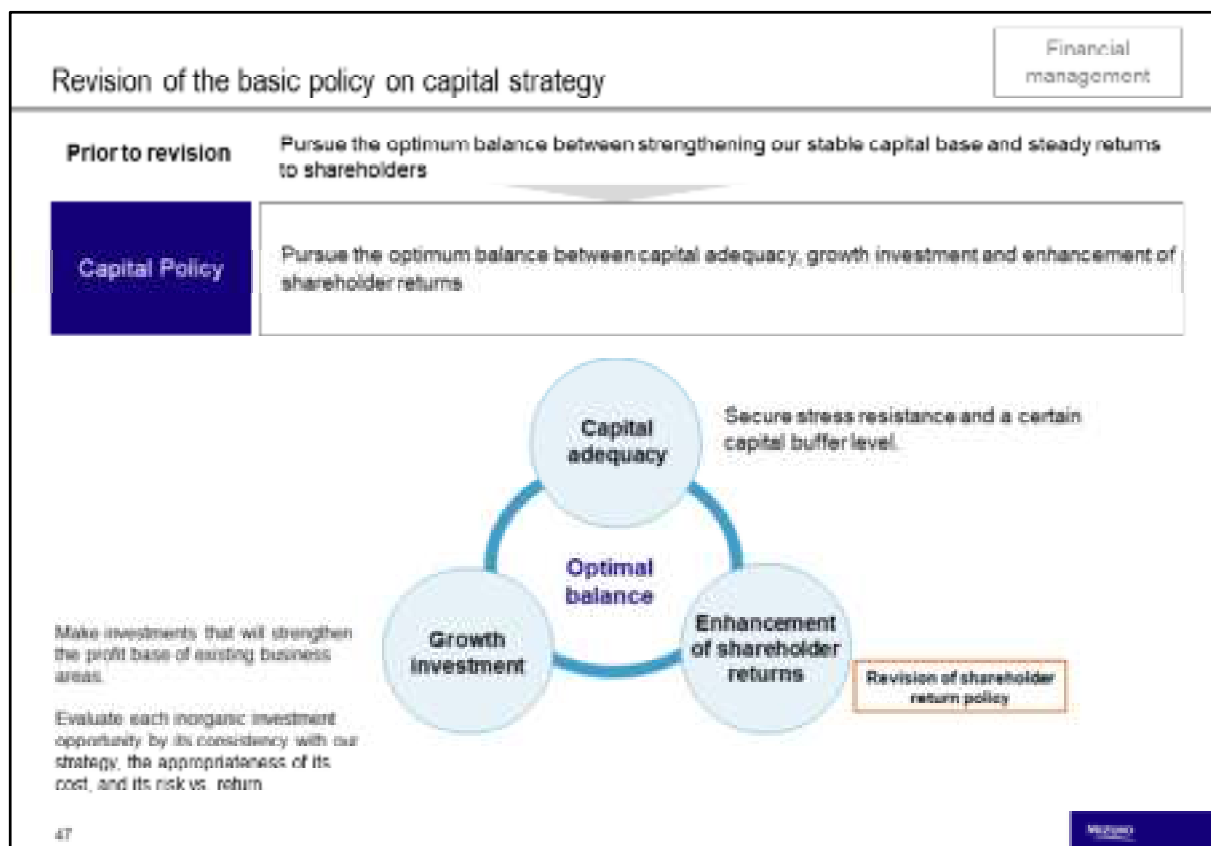 Financial
management
Revision of the basic policy on capital strategy
Prior to revision
Pursue the optimum balance between strengthening our stable capital base and steady returns
to shareholders
Capital Policy
Pursue the optimum balance between capital adequacy, growth investment and enhancement of
shareholder returns
Capital
adequacy
Secure stress resistance and a certain
capital buffer level.
Optimal
balance
Growth
investment
Enhancement
of shareholder
returns
Revision of shareholder
return policy
Make investments that will strengthen
the profit base of existing business
areas.
Evaluate each inorganic investment
opportunity by its consistency with our
strategy, the appropriateness of its
cost, and its risk vs. return
47
MIZUHO